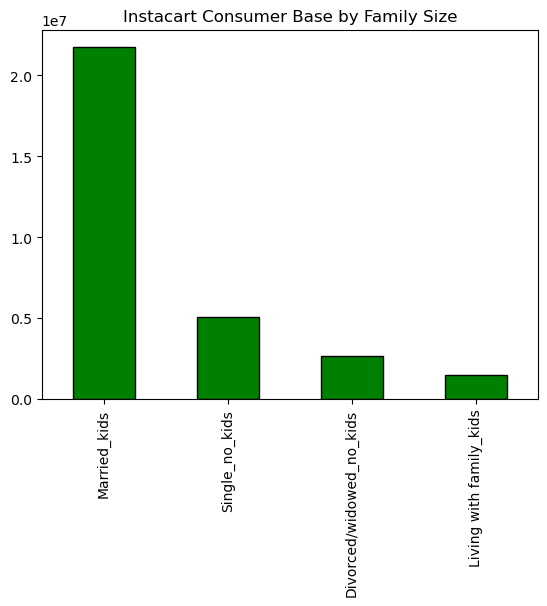 Instacart Consumer Base by Family Size
1e7
2.0
1.5
1.0
0.5
0.0
Married_kids
Single_no_kids
Divorced/widowed_no_kids
Living with family_kids